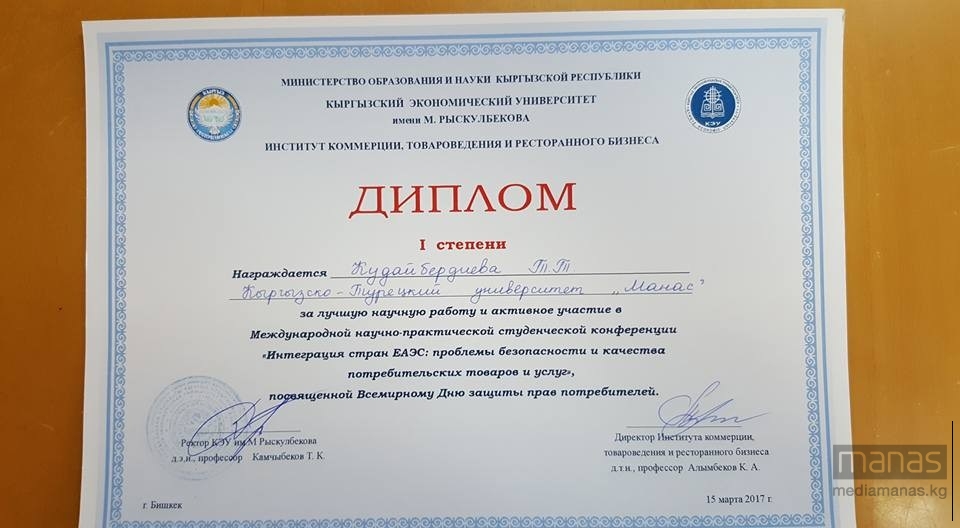 МИНИСТЕРСТВО ОБРАЗОВАНИЯ И НАУКИ КЫРГЫЗСКОЙ РЕСПУБЛИКИ
КЫРГЫЗСКИЙ ЭКОНОМИЧЕСКИЙ УНИВЕРСИТЕТ
имени М. РЫСКУЛБЕКОВА
ИНСТИТУТ КОММЕРЦИИ, ТОВАРОВЕДЕНИЯ И РЕСТОРАННОГО БИЗНЕСА
КЫРГЫЗ
КЭУ
ДИПЛОМ
I степени
Награждается Кудайбердиева Т.Т
Кыргызско-Турецкий университет „Манас"
за лучшую научную работу и активное участие в
Международной научно-практической студенческой конференции
«Интеграция стран ЕАЭС: проблемы безопасности и качества
потребительских товаров и услуг»,
посвященной Всемирному Дню защиты прав потребителей.
Ректор КЭУ им.М Рыскулбекова
д.э.н., профессор Камчыбеков Т. К.
Директор Института коммерции,
товароведения и ресторанного бизнеса
д.т.н., профессор Алымбеков К. А.
г. Бишкек
15 марта 2017 г.
manas
mediamanas.kg